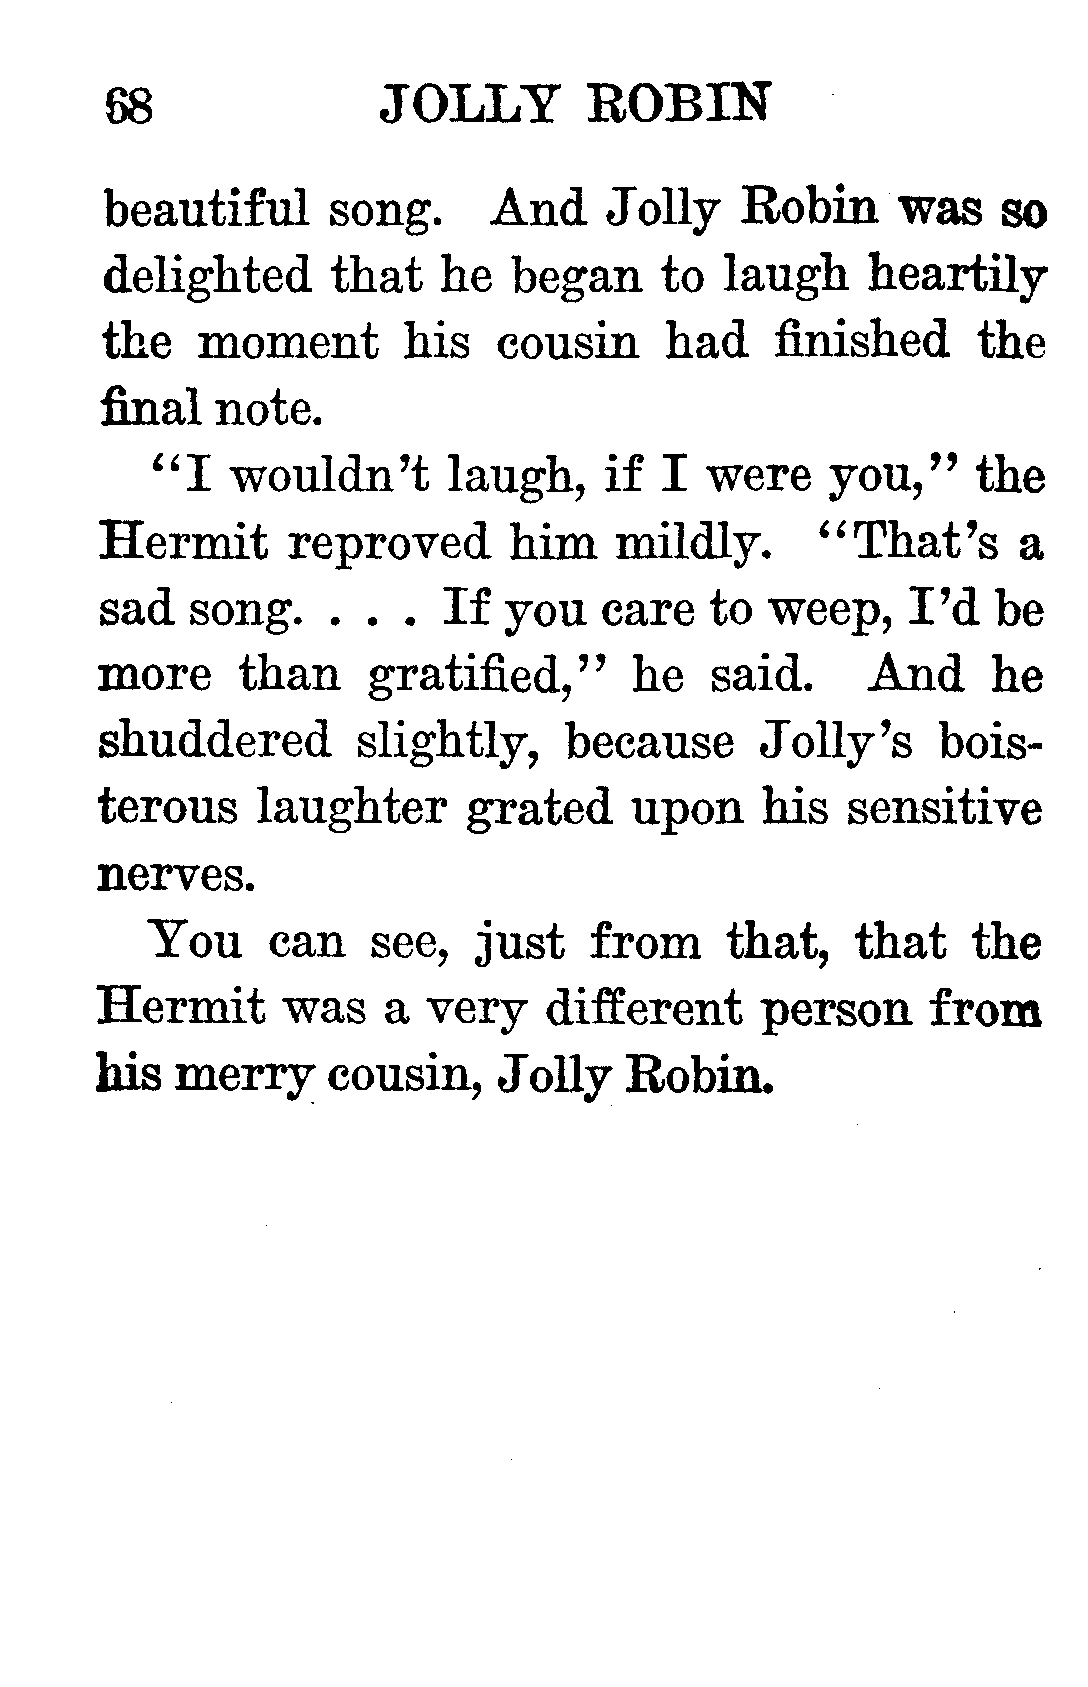 68 JOLLY ROBIN
beautiful song. And Jolly Robin was so
delighted that he began to laugh heartily
the moment his cousin had finished the
final note.
“I wouldn’t laugh, if I were you,” the
Hermit reproved him mildly. “That’s a
sad song. . . . If you care to weep, I’d be
more than gratified,” he said. And he
shuddered slightly, because Jolly’s bois-
terous laughter grated upon his sensitive
nerves.
You can see, just from that, that the
Hermit was a very different person from
his merry cousin, Jolly Robin.